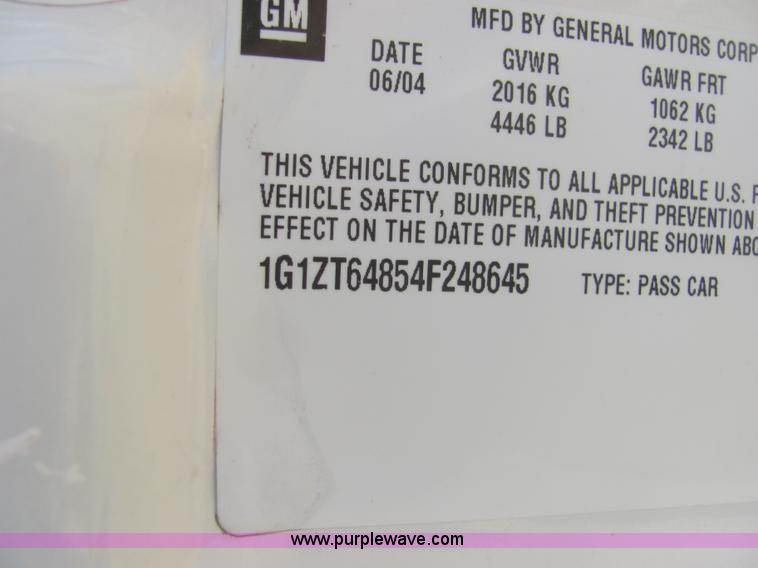 GM
MFD BY GENERAL MOTORS CORP
DATE GVWR GAWR FRT
06/04 2016 KG 1062 KG
4446 LB 2342 LB
THIS VEHICLE CONFORMS TO ALL APPLICABLE U.S. F
VEHICLE SAFETY, BUMPER, AND THEFT PREVENTION
EFFECT ON THE DATE OF MANUFACTURE SHOWN ABO
1G1ZT64854F248645 TYPE: PASS CAR
www.purplewave.com